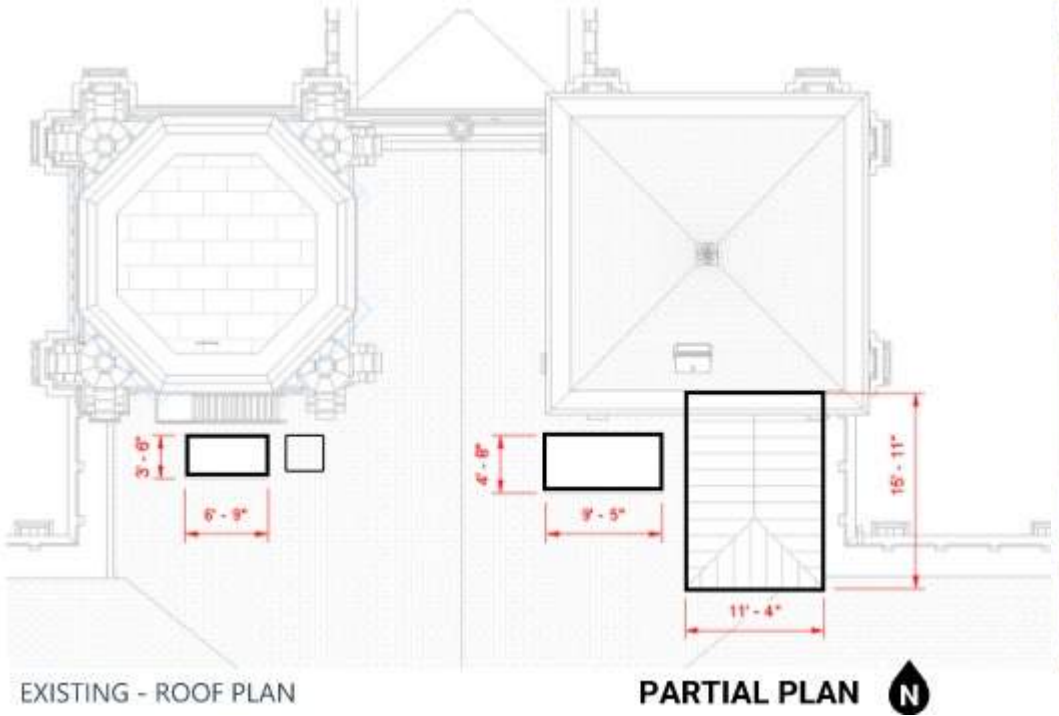 3' - 6"
6' - 9"
4' - 8"
9' - 5"
15' - 11"
11' - 4"
EXISTING - ROOF PLAN
PARTIAL PLAN
N